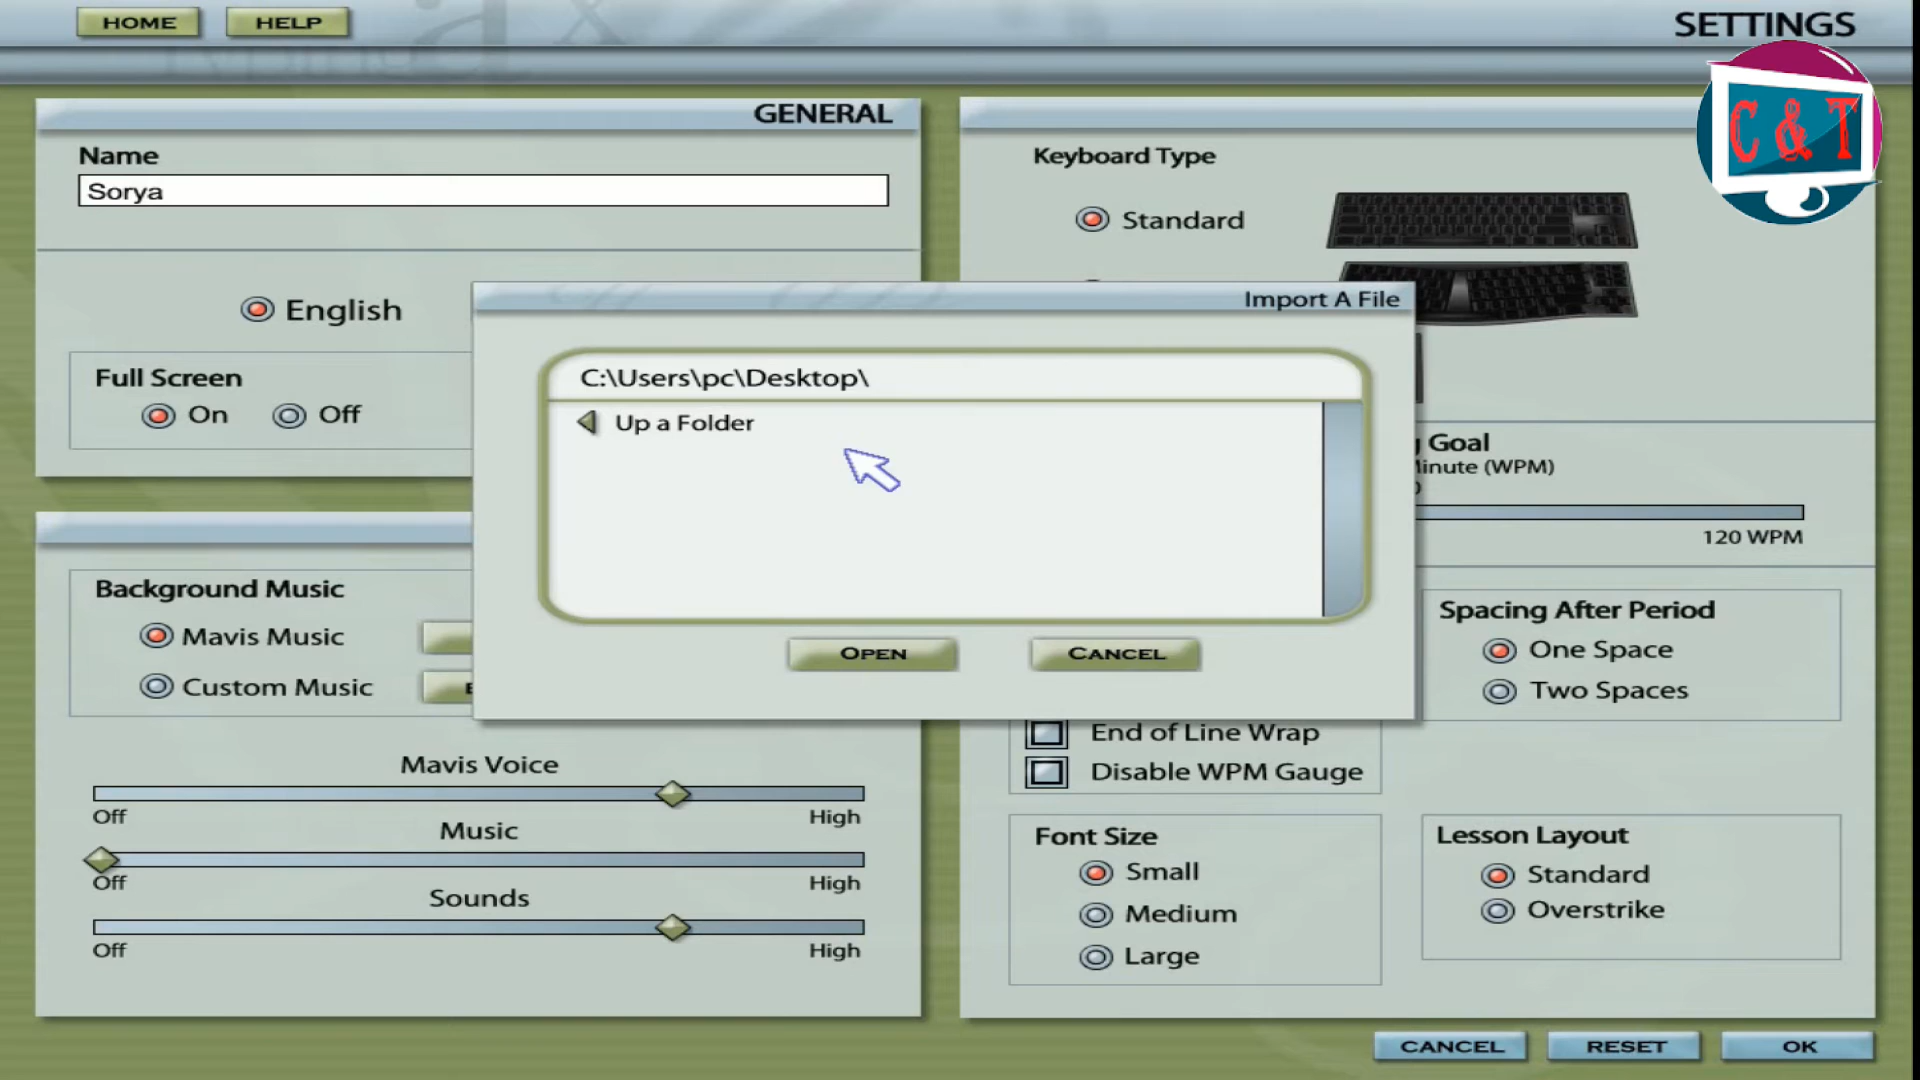 HOME HELP SETTINGS
C & T
GENERAL
Name
Sorya
English
Full Screen
On Off
Background Music
Mavis Music
Custom Music
Mavis Voice
Off High
Music
Off High
Sounds
Off High
Keyboard Type
Standard
Import A File
C:\Users\pc\Desktop\
Up a Folder
OPEN CANCEL
Goal
Minute (WPM)
120 WPM
Spacing After Period
One Space
Two Spaces
End of Line Wrap
Disable WPM Gauge
Font Size
Small
Medium
Large
Lesson Layout
Standard
Overstrike
CANCEL RESET OK